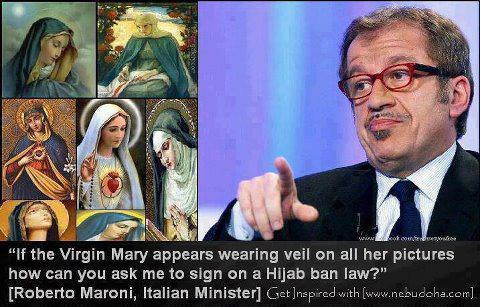 “If the Virgin Mary appears wearing veil on all her pictures
how can you ask me to sign on a Hijab ban law?”
[Roberto Maroni, Italian Minister] Get Inspired with [www.nebudoha.com]